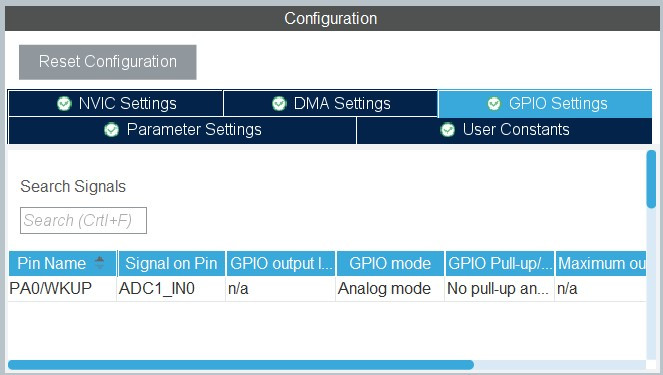 Configuration
Reset Configuration
NVIC Settings DMA Settings GPIO Settings
Parameter Settings User Constants
Search Signals
Search (Crtl+F)
Pin Name Signal on Pin GPIO output l... GPIO mode GPIO Pull-up/... Maximum ou
PA0/WKUP ADC1_IN0 n/a Analog mode No pull-up an... n/a